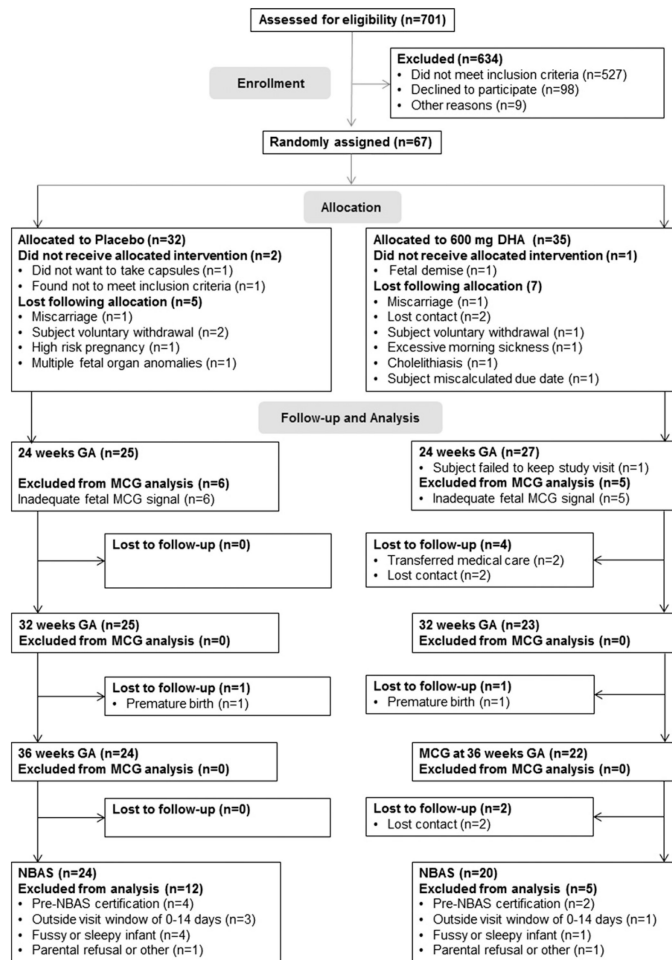 Assessed for eligibility (n=701)
Excluded (n=634)
• Did not meet inclusion criteria (n=527)
• Declined to participate (n=98)
• Other reasons (n=9)
Enrollment
Randomly assigned (n=67)
Allocation
Allocated to Placebo (n=32)
Did not receive allocated intervention (n=2)
• Did not want to take capsules (n=1)
• Found not to meet inclusion criteria (n=1)
Lost following allocation (n=5)
• Miscarriage (n=1)
• Subject voluntary withdrawal (n=2)
• High risk pregnancy (n=1)
• Multiple fetal organ anomalies (n=1)
Allocated to 600 mg DHA (n=35)
Did not receive allocated intervention (n=1)
• Fetal demise (n=1)
Lost following allocation (7)
• Miscarriage (n=1)
• Lost contact (n=2)
• Subject voluntary withdrawal (n=1)
• Excessive morning sickness (n=1)
• Cholelithiasis (n=1)
• Subject miscalculated due date (n=1)
Follow-up and Analysis
24 weeks GA (n=25)
Excluded from MCG analysis (n=6)
Inadequate fetal MCG signal (n=6)
24 weeks GA (n=27)
• Subject failed to keep study visit (n=1)
Excluded from MCG analysis (n=5)
• Inadequate fetal MCG signal (n=5)
Lost to follow-up (n=0)
Lost to follow-up (n=4)
• Transferred medical care (n=2)
• Lost contact (n=2)
32 weeks GA (n=25)
Excluded from MCG analysis (n=0)
32 weeks GA (n=23)
Excluded from MCG analysis (n=0)
Lost to follow-up (n=1)
• Premature birth (n=1)
Lost to follow-up (n=1)
• Premature birth (n=1)
36 weeks GA (n=24)
Excluded from MCG analysis (n=0)
MCG at 36 weeks GA (n=22)
Excluded from MCG analysis (n=0)
Lost to follow-up (n=0)
Lost to follow-up (n=2)
• Lost contact (n=2)
NBAS (n=24)
Excluded from analysis (n=12)
• Pre-NBAS certification (n=4)
• Outside visit window of 0-14 days (n=3)
• Fussy or sleepy infant (n=4)
• Parental refusal or other (n=1)
NBAS (n=20)
Excluded from analysis (n=5)
• Pre-NBAS certification (n=2)
• Outside visit window of 0-14 days (n=1)
• Fussy or sleepy infant (n=1)
• Parental refusal or other (n=1)